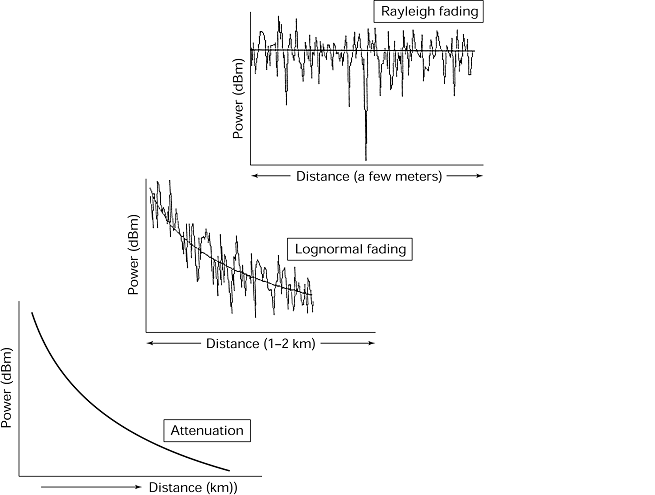 Rayleigh fading
Power (dBm)
Distance (a few meters)
Lognormal fading
Power (dBm)
Distance (1–2 km)
Attenuation
Power (dBm)
Distance (km))